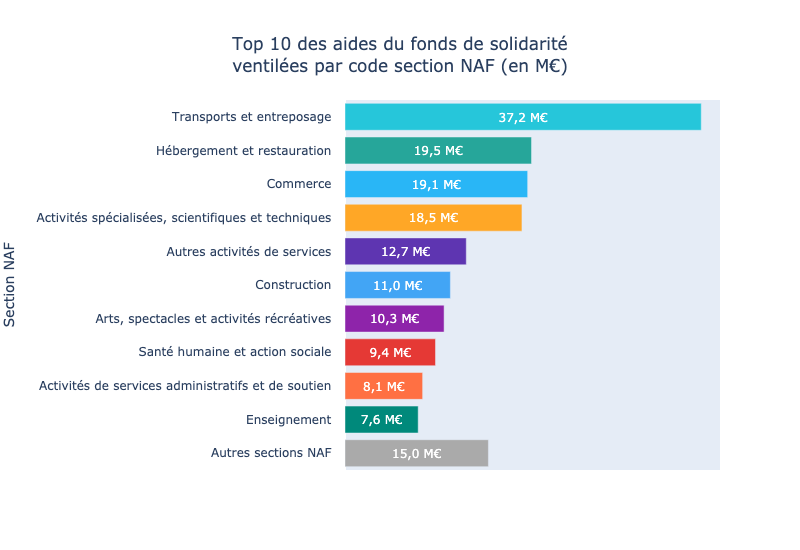 Top 10 des aides du fonds de solidarité
ventilées par code section NAF (en M€)
Section NAF
Transports et entreposage 37,2 M€
Hébergement et restauration 19,5 M€
Commerce 19,1 M€
Activités spécialisées, scientifiques et techniques 18,5 M€
Autres activités de services 12,7 M€
Construction 11,0 M€
Arts, spectacles et activités récréatives 10,3 M€
Santé humaine et action sociale 9,4 M€
Activités de services administratifs et de soutien 8,1 M€
Enseignement 7,6 M€
Autres sections NAF 15,0 M€